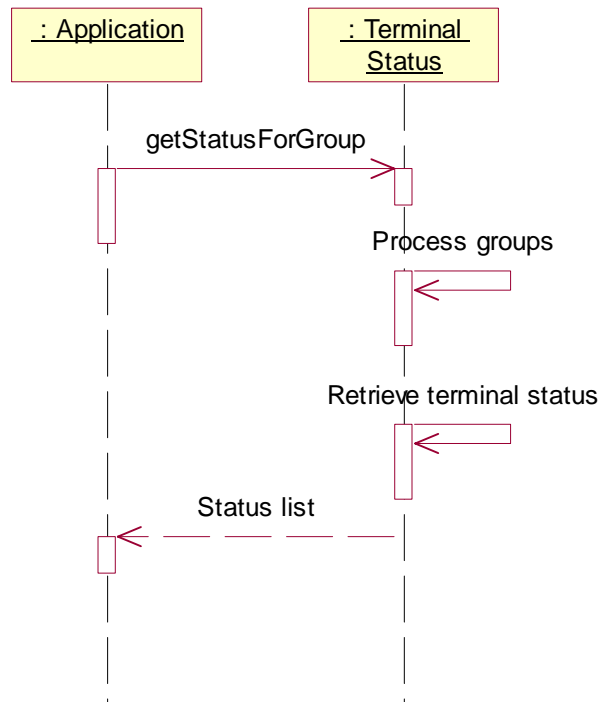 : Application
: Terminal
Status
getStatusForGroup
Process groups
Retrieve terminal status
Status list